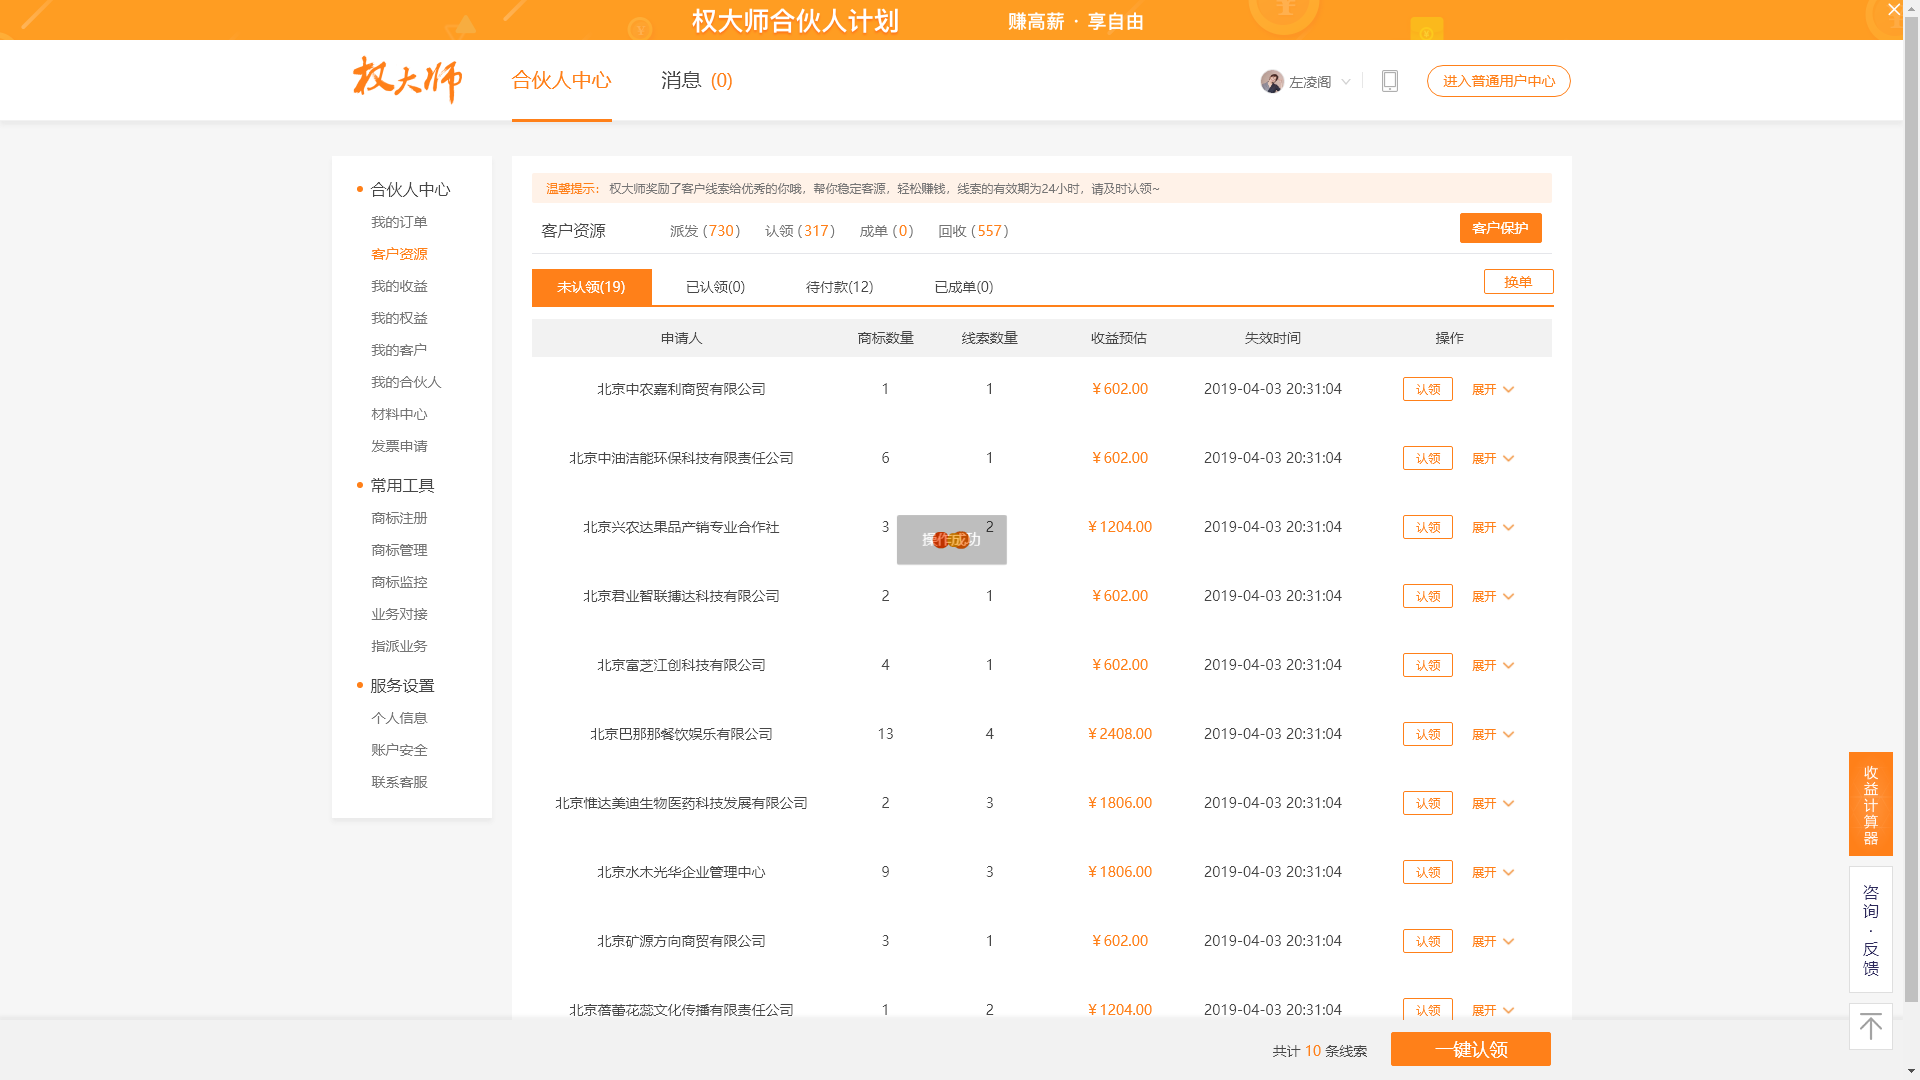 权大师合伙人计划 赚高薪 · 享自由
权大师 合伙人中心 消息 (0) 左凌阁 进入普通用户中心
合伙人中心
我的订单
客户资源
我的收益
我的权益
我的客户
我的合伙人
材料中心
发票申请
常用工具
商标注册
商标管理
商标监控
业务对接
指派业务
服务设置
个人信息
账户安全
联系客服
温馨提示： 权大师奖励了客户线索给优秀的你哦，帮你稳定客源，轻松赚钱，线索的有效期为24小时，请及时认领~
客户资源 派发 (730) 认领 (317) 成单 (0) 回收 (557) 客户保护
未认领(19) 已认领(0) 待付款(12) 已成单(0) 换单
申请人 商标数量 线索数量 收益预估 失效时间 操作
北京中农嘉利商贸有限公司 1 1 ￥602.00 2019-04-03 20:31:04 认领 展开
北京中油洁能环保科技有限责任公司 6 1 ￥602.00 2019-04-03 20:31:04 认领 展开
北京兴农达果品产销专业合作社 3 2 ￥1204.00 2019-04-03 20:31:04 认领 展开
操作成功
北京君业智联搏达科技有限公司 2 1 ￥602.00 2019-04-03 20:31:04 认领 展开
北京富芝江创科技有限公司 4 1 ￥602.00 2019-04-03 20:31:04 认领 展开
北京巴那那餐饮娱乐有限公司 13 4 ￥2408.00 2019-04-03 20:31:04 认领 展开
北京惟达美迪生物医药科技发展有限公司 2 3 ￥1806.00 2019-04-03 20:31:04 认领 展开
北京水木光华企业管理中心 9 3 ￥1806.00 2019-04-03 20:31:04 认领 展开
北京矿源方向商贸有限公司 3 1 ￥602.00 2019-04-03 20:31:04 认领 展开
北京蓓蕾花蕊文化传播有限责任公司 1 2 ￥1204.00 2019-04-03 20:31:04 认领 展开
共计 10 条线索 一键认领
收益计算器
咨询·反馈